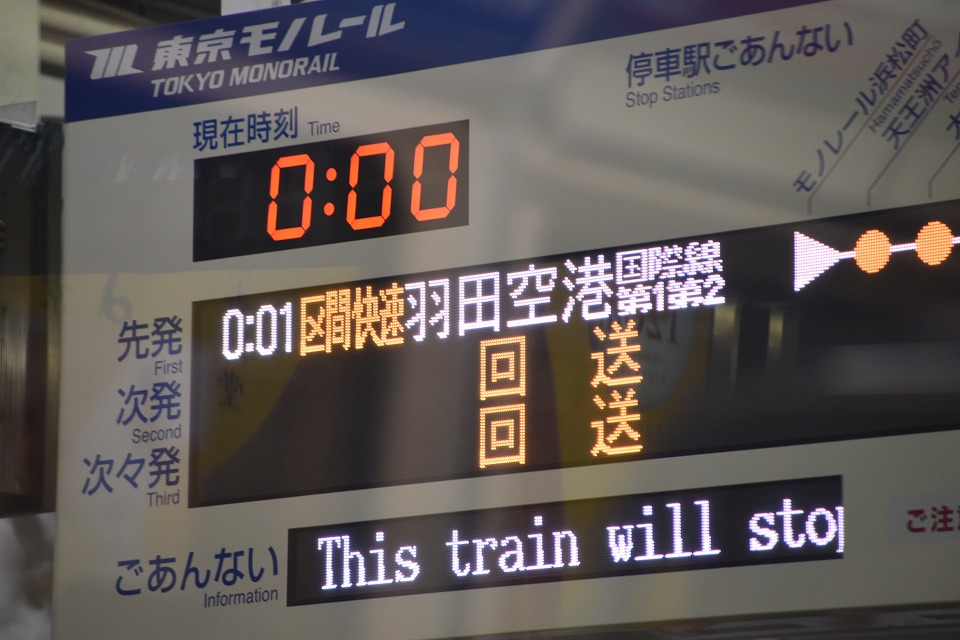 東京モノレール
TOKYO MONORAIL
停車駅ごあんない
Stop Stations
モノレール浜松町
Hamamatsucho
天王洲ア
現在時刻 Time
0:00
先発
First
0:01 区間快速 羽田空港 国際線 第1第2
次発
Second
回送
次々発
Third
回送
ごあんない
Information
This train will stop
ご注